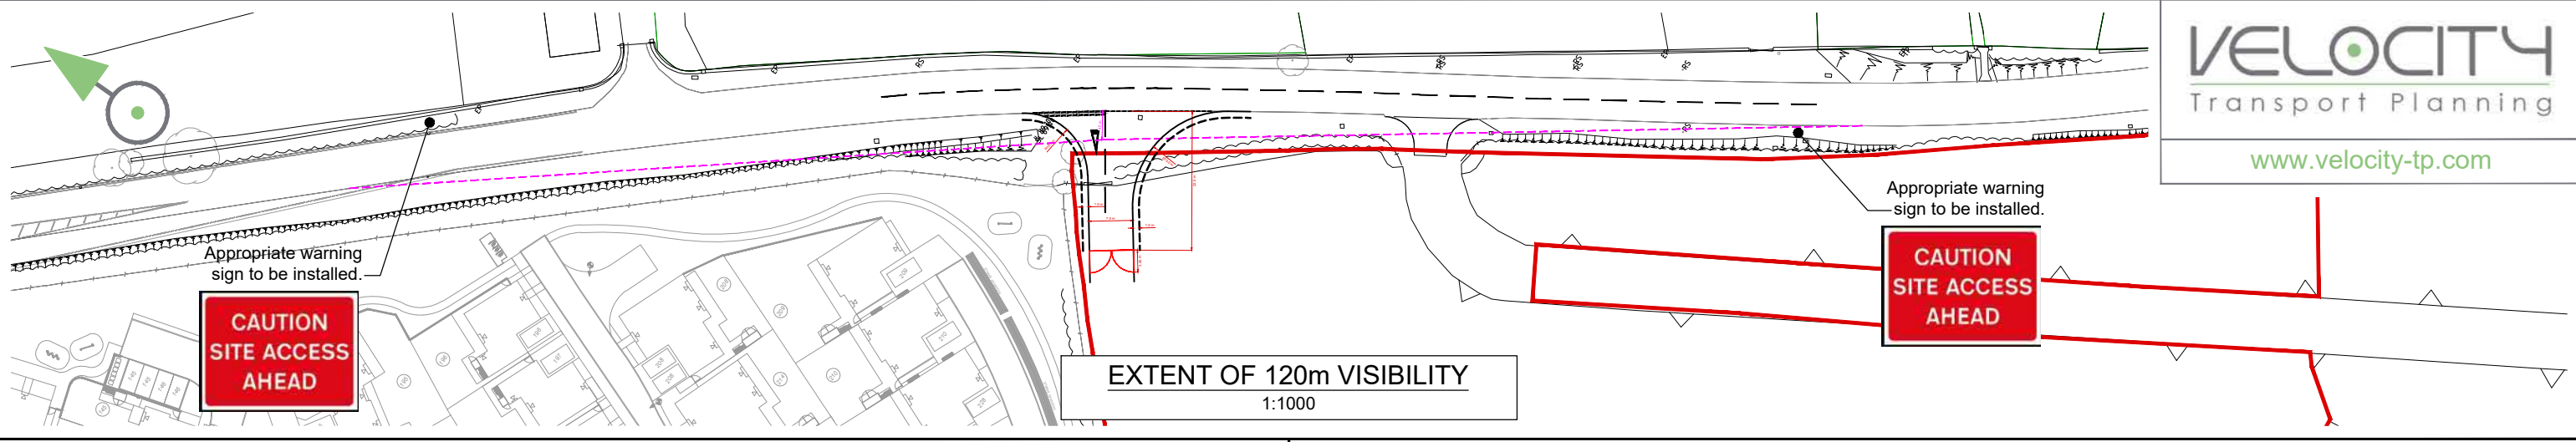 VELOCITY
Transport Planning
www.velocity-tp.com
Appropriate warning
sign to be installed.
CAUTION
SITE ACCESS
AHEAD
Appropriate warning
sign to be installed.
CAUTION
SITE ACCESS
AHEAD
EXTENT OF 120m VISIBILITY
1:1000